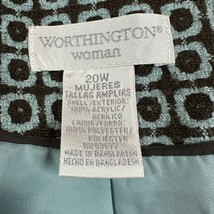 WORTHINGTON®
woman
20W
MUJERES
TALLAS AMPLIAS
SHELL/EXTERIOR:
100% ACRYLIC
ACRILICO
LINING/FORRO:
100% POLYESTER
POLIESTER
MADE IN BANGLADESH
HECHO EN BANGLADESH